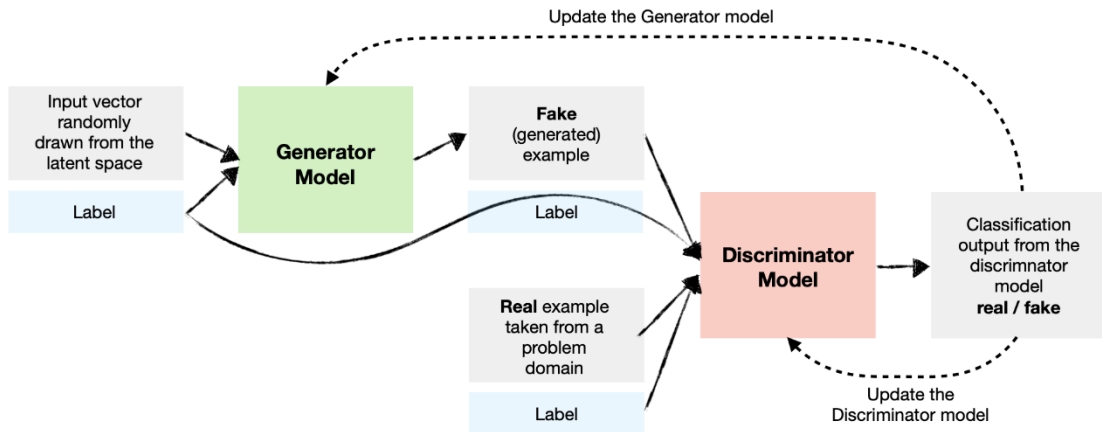 Update the Generator model
Input vector
randomly
drawn from the
latent space
Label
Generator
Model
Fake
(generated)
example
Label
Real example
taken from a
problem
domain
Label
Discriminator
Model
Classification
output from the
discrimnator
model
real / fake
Update the
Discriminator model